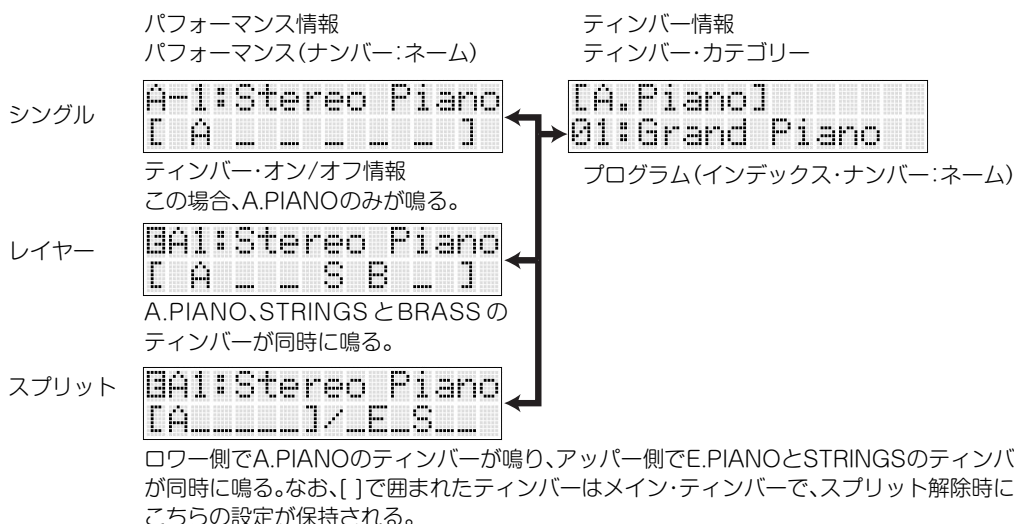 パフォーマンス情報
パフォーマンス(ナンバー:ネーム)
ティンバー情報
ティンバー・カテゴリー
シングル
A-1:Stereo Piano
[ A _ _ _ _ _ ]
[A.Piano]
01:Grand Piano
ティンバー・オン/オフ情報
この場合、A.PIANOのみが鳴る。
プログラム(インデックス・ナンバー:ネーム)
レイヤー
A1:Stereo Piano
[ A _ _ S B _ ]
A.PIANO、STRINGS とBRASS の
ティンバーが同時に鳴る。
スプリット
A1:Stereo Piano
[A_____]/_E_S__
ロワー側でA.PIANOのティンバーが鳴り、アッパー側でE.PIANOとSTRINGSのティンバ
が同時に鳴る。なお、[ ]で囲まれたティンバーはメイン・ティンバーで、スプリット解除時に
こちらの設定が保持される。